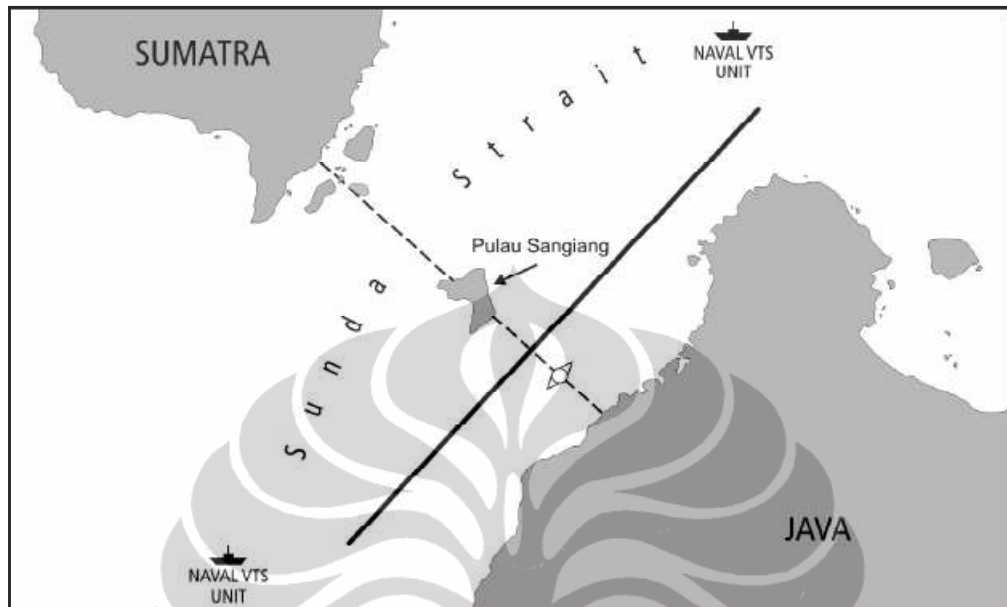 SUMATRA
NAVAL VTS
UNIT
Sunda Strait
Pulau Sangiang
JAVA
NAVAL VTS
UNIT